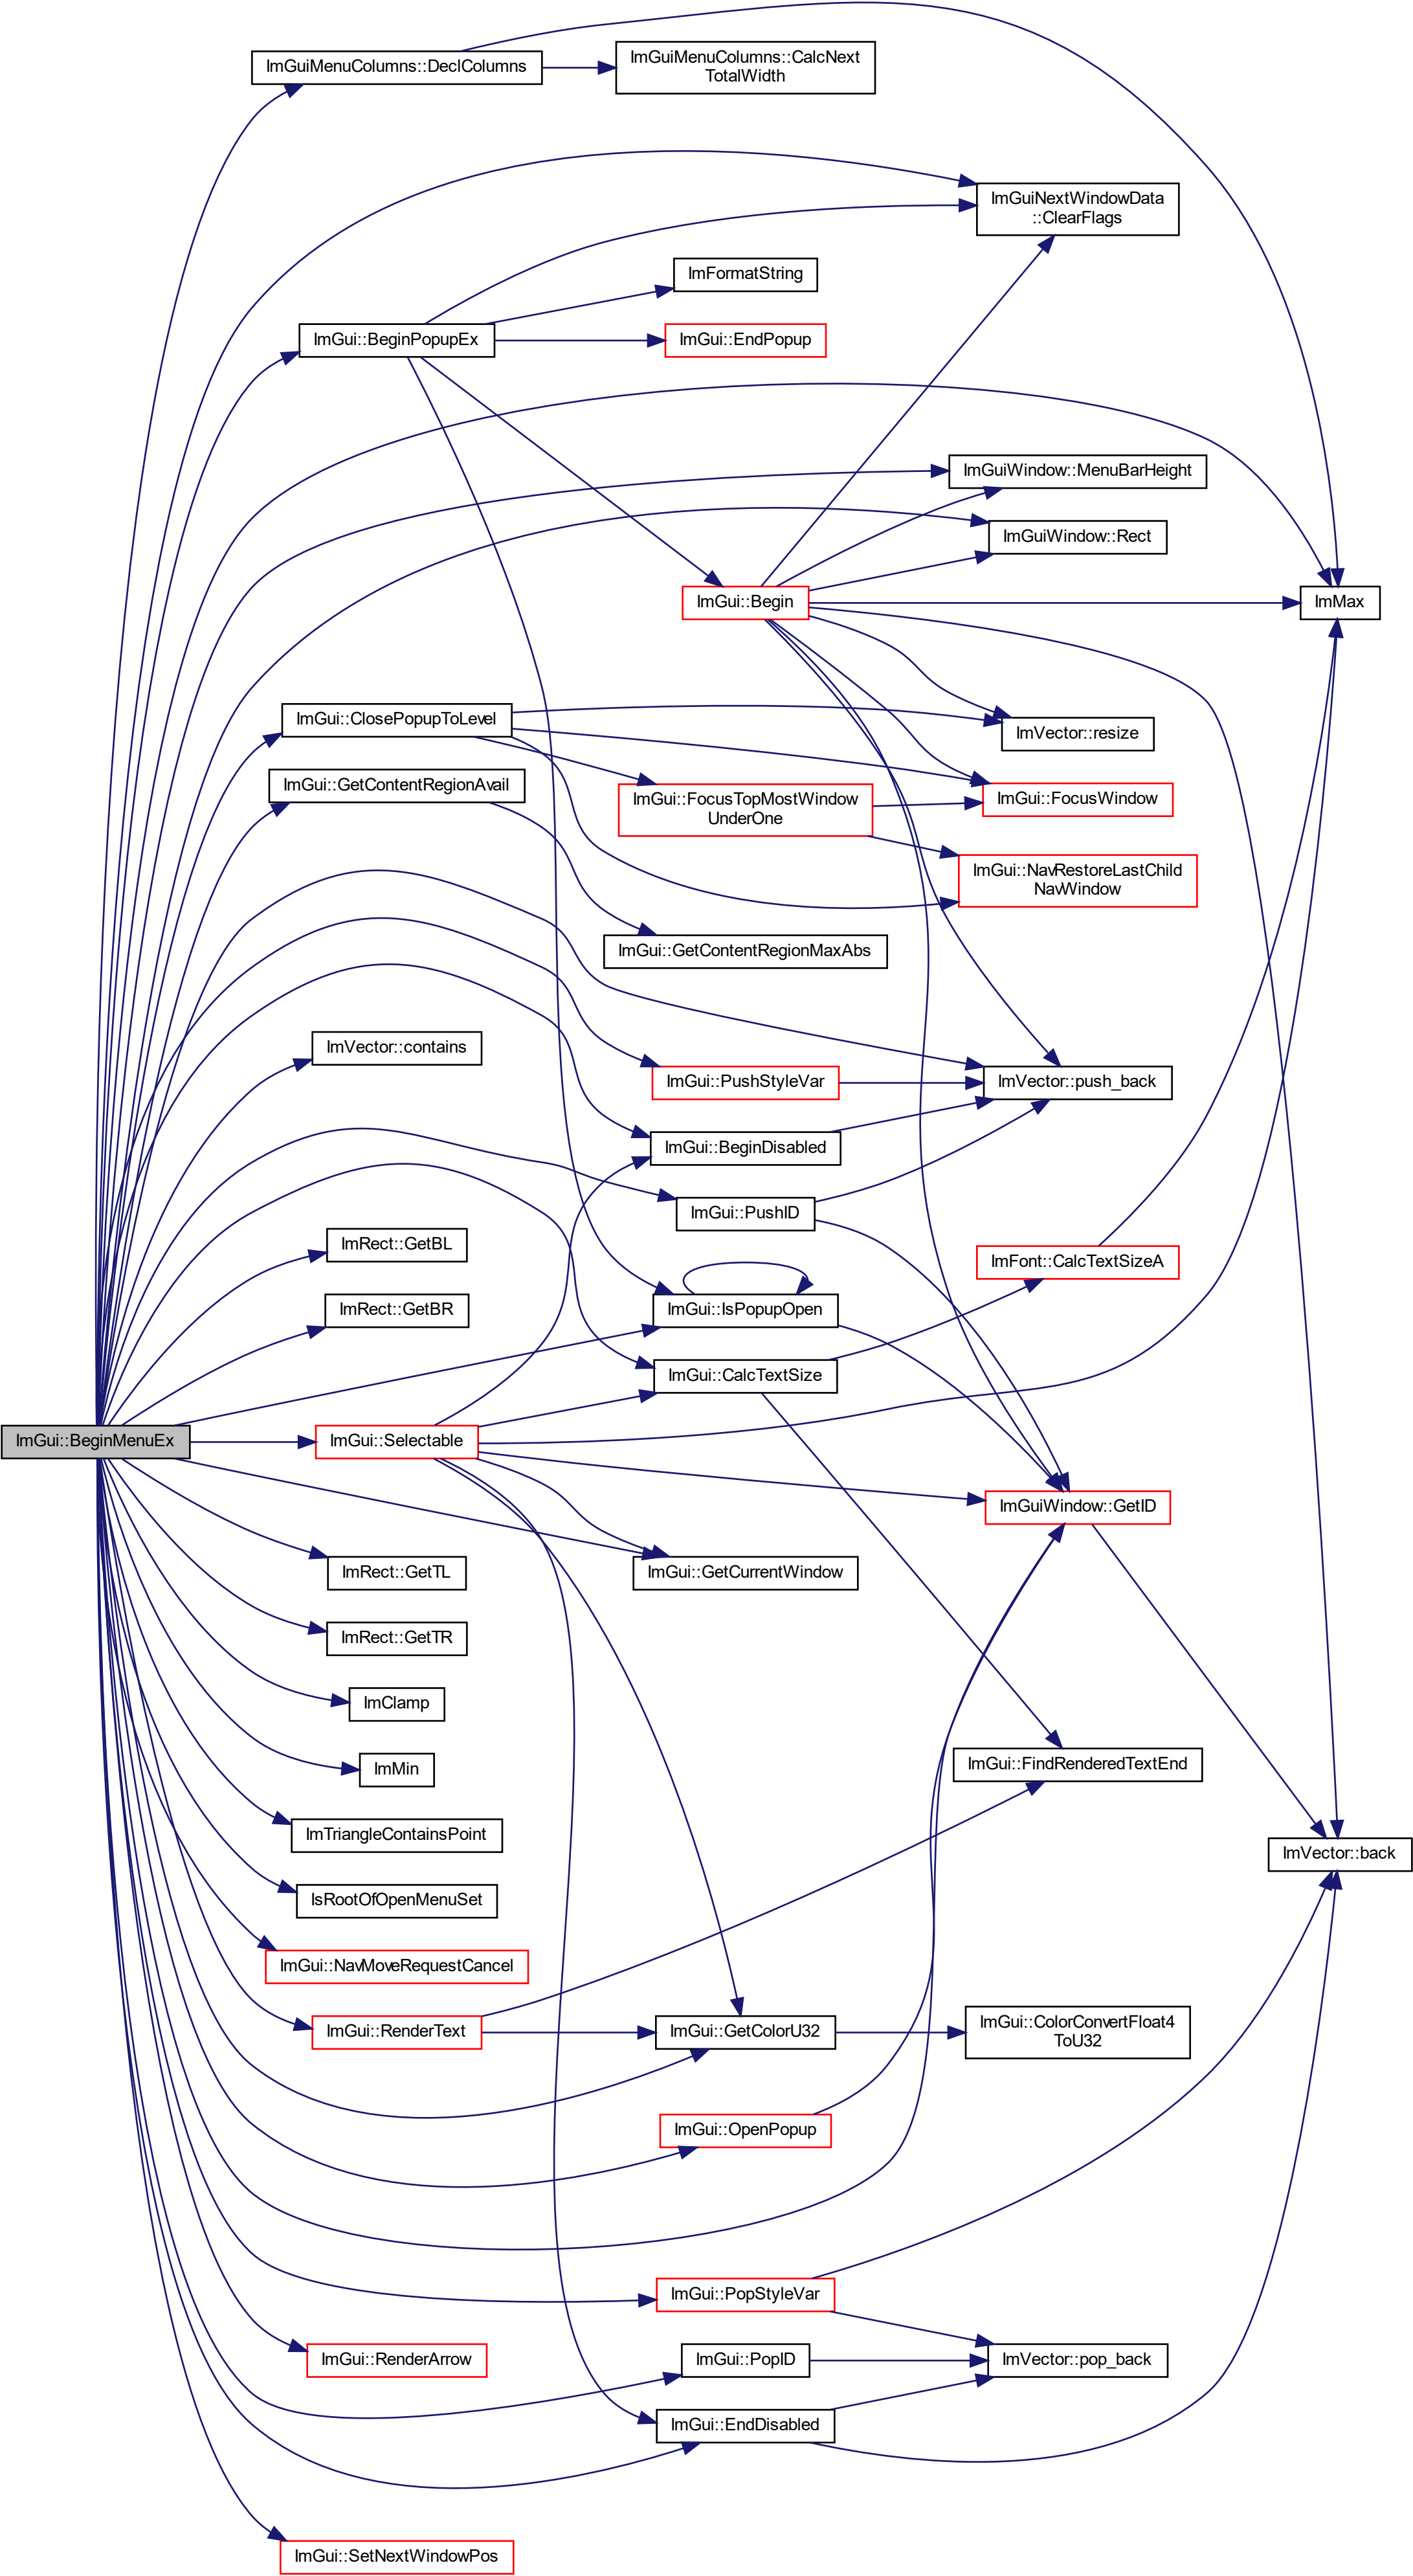 ImGuiMenuColumns::DeclColumns
ImGuiMenuColumns::CalcNext
TotalWidth
ImGuiNextWindowData
::ClearFlags
ImFormatString
ImGui::BeginPopupEx
ImGui::EndPopup
ImGuiWindow::MenuBarHeight
ImGuiWindow::Rect
ImGui::Begin
ImMax
ImGui::ClosePopupToLevel
ImVector::resize
ImGui::GetContentRegionAvail
ImGui::FocusTopMostWindow
UnderOne
ImGui::FocusWindow
ImGui::NavRestoreLastChild
NavWindow
ImGui::GetContentRegionMaxAbs
ImVector::contains
ImGui::PushStyleVar
ImVector::push_back
ImGui::BeginDisabled
ImGui::PushID
ImRect::GetBL
ImFont::CalcTextSizeA
ImRect::GetBR
ImGui::IsPopupOpen
ImGui::CalcTextSize
ImGui::BeginMenuEx
ImGui::Selectable
ImGuiWindow::GetID
ImRect::GetTL
ImGui::GetCurrentWindow
ImRect::GetTR
ImClamp
ImMin
ImGui::FindRenderedTextEnd
ImTriangleContainsPoint
ImVector::back
IsRootOfOpenMenuSet
ImGui::NavMoveRequestCancel
ImGui::RenderText
ImGui::GetColorU32
ImGui::ColorConvertFloat4
ToU32
ImGui::OpenPopup
ImGui::PopStyleVar
ImGui::RenderArrow
ImGui::PopID
ImVector::pop_back
ImGui::EndDisabled
ImGui::SetNextWindowPos